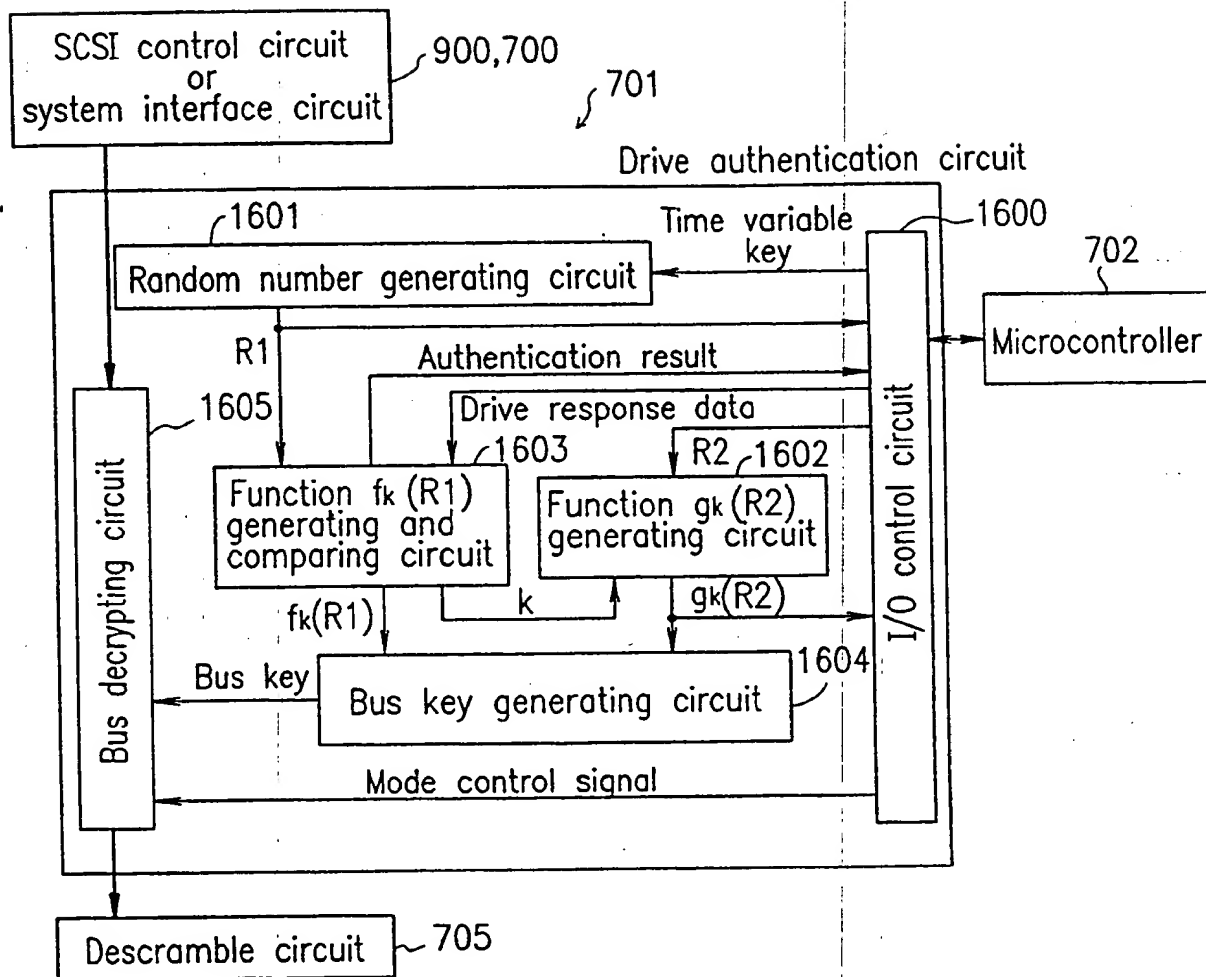 SCSI control circuit
or
system interface circuit
900,700
701
Drive authentication circuit
1601
Time variable
key
1600
Random number generating circuit
702
R1
Authentication result
Microcontroller
1605
Drive response data
1603
R2
1602
Bus decrypting circuit
Function fk (R1)
generating and
comparing circuit
Function gk (R2)
generating circuit
I/O control circuit
fk(R1)
k
gk(R2)
1604
Bus key
Bus key generating circuit
Mode control signal
Descramble circuit
705